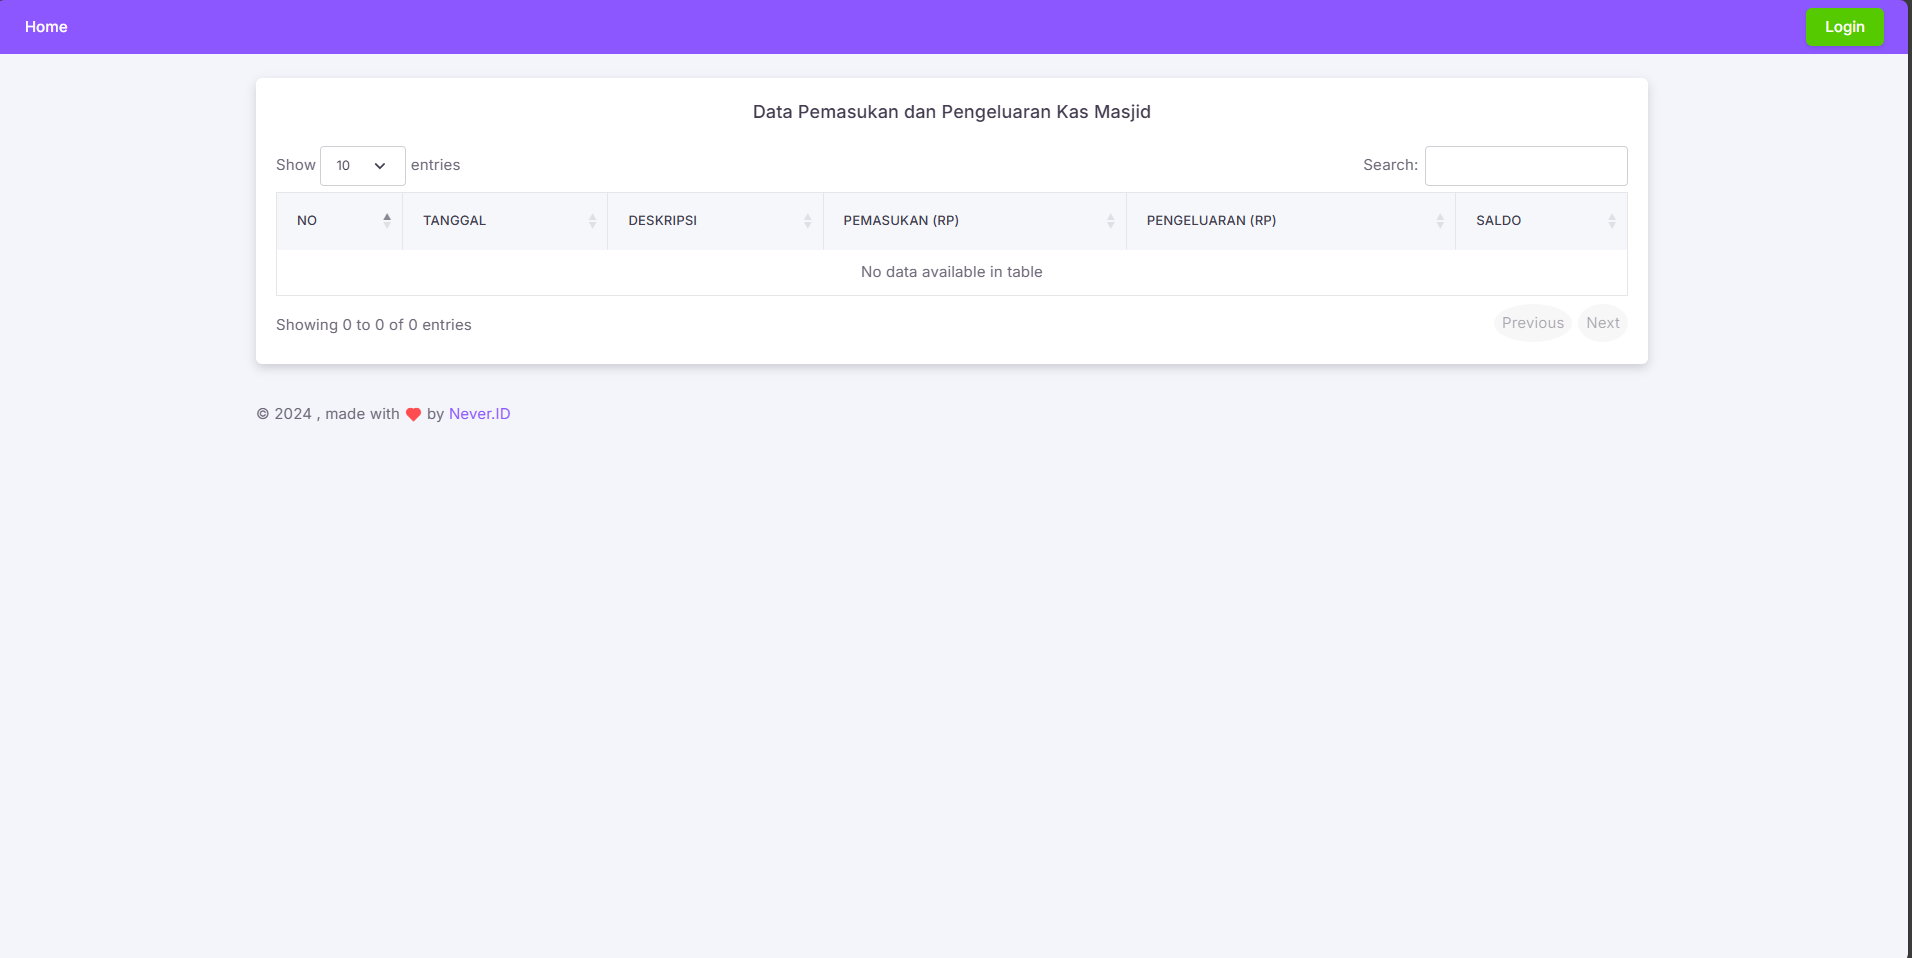 Home Login
Data Pemasukan dan Pengeluaran Kas Masjid
Show 10 entries Search:
NO TANGGAL DESKRIPSI PEMASUKAN (RP) PENGELUARAN (RP) SALDO
No data available in table
Showing 0 to 0 of 0 entries Previous Next
© 2024 , made with ❤️ by Never.ID